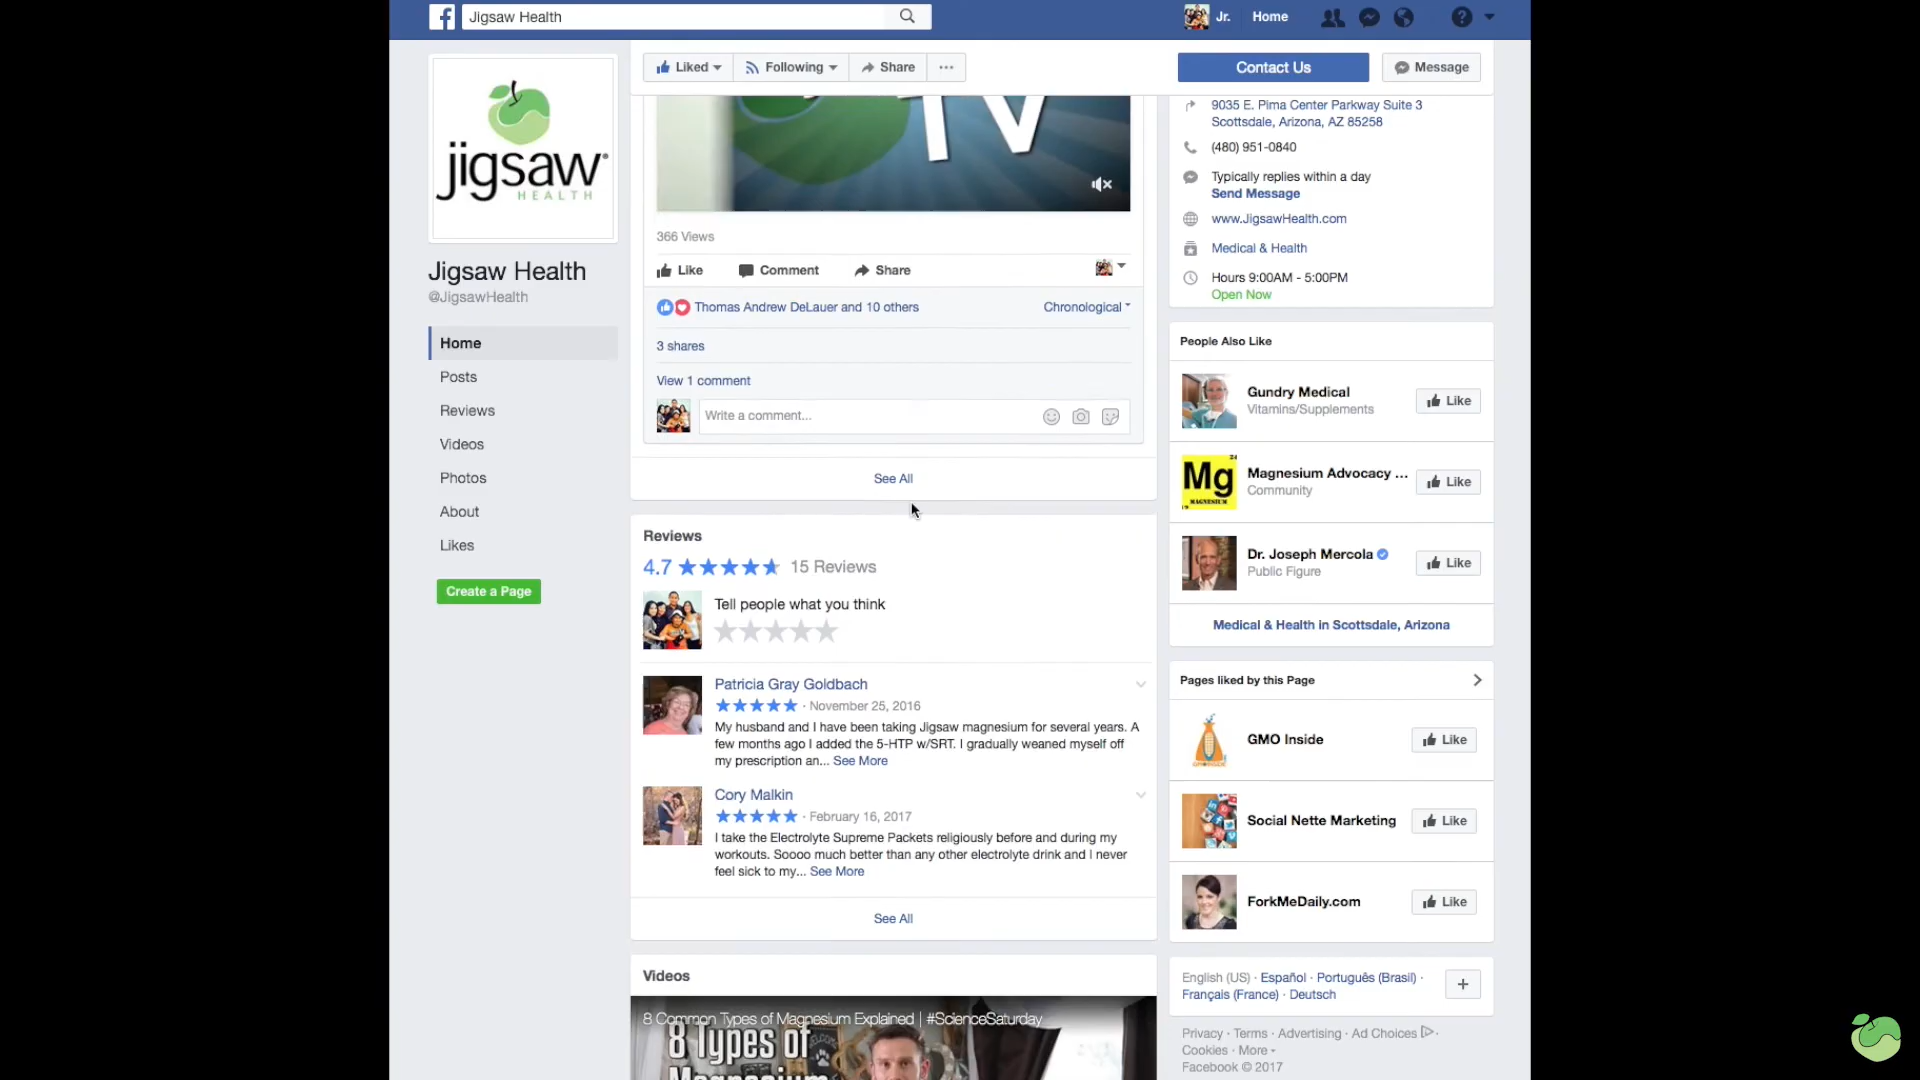 Jigsaw Health
Jr.
Home
Liked
Following
Share
Contact Us
Message
jigsaw
HEALTH
Jigsaw Health
@JigsawHealth
Home
Posts
Reviews
Videos
Photos
About
Likes
Create a Page
TV
366 Views
Like
Comment
Share
Thomas Andrew DeLauer and 10 others
Chronological
3 shares
View 1 comment
Write a comment...
See All
Reviews
4.7
15 Reviews
Tell people what you think
Patricia Gray Goldbach
· November 25, 2016
My husband and I have been taking Jigsaw magnesium for several years. A
few months ago I added the 5-HTP w/SRT. I gradually weaned myself off
my prescription an... See More
Cory Malkin
· February 16, 2017
I take the Electrolyte Supreme Packets religiously before and during my
workouts. Soooo much better than any other electrolyte drink and I never
feel sick to my... See More
See All
Videos
8 Common Types of Magnesium Explained | #ScienceSaturday
8 Types of
Magnesium
9035 E. Pima Center Parkway Suite 3
Scottsdale, Arizona, AZ 85258
(480) 951-0840
Typically replies within a day
Send Message
www.JigsawHealth.com
Medical & Health
Hours 9:00AM - 5:00PM
Open Now
People Also Like
Gundry Medical
Vitamins/Supplements
Like
Mg
MAGNESIUM
Magnesium Advocacy ...
Community
Like
Dr. Joseph Mercola
Public Figure
Like
Medical & Health in Scottsdale, Arizona
Pages liked by this Page
GMO Inside
Like
Social Nette Marketing
Like
ForkMeDaily.com
Like
English (US) · Español · Português (Brasil) ·
Français (France) · Deutsch
Privacy · Terms · Advertising · Ad Choices ·
Cookies · More
Facebook © 2017